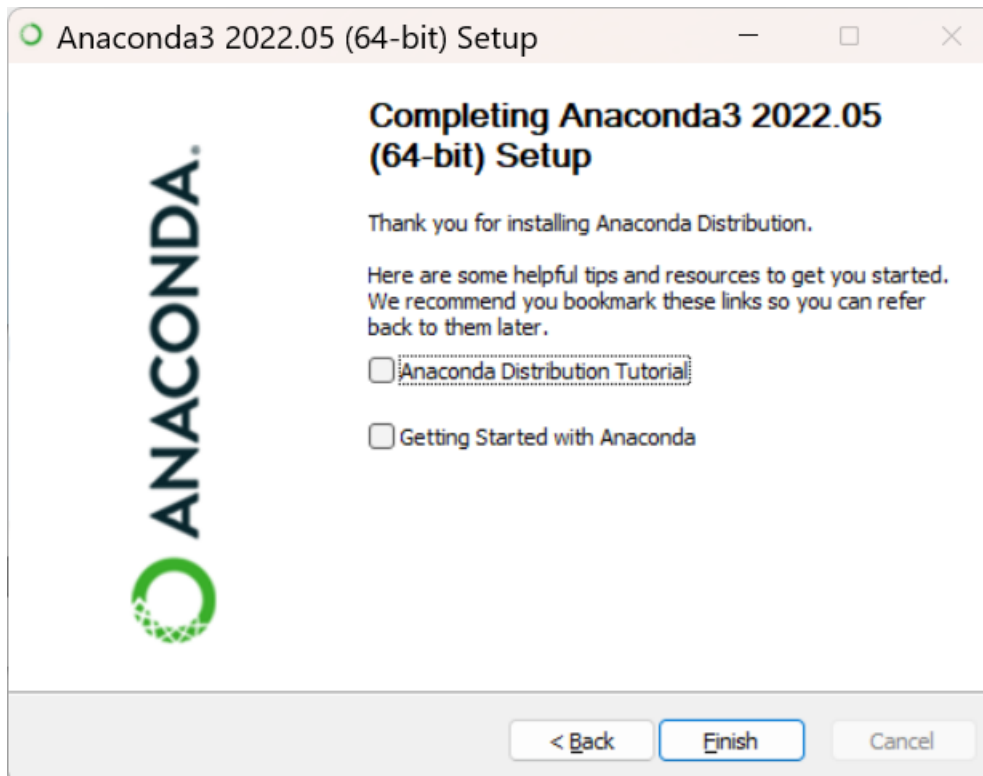 Anaconda3 2022.05 (64-bit) Setup
Completing Anaconda3 2022.05
(64-bit) Setup
ANACONDA.
Thank you for installing Anaconda Distribution.
Here are some helpful tips and resources to get you started.
We recommend you bookmark these links so you can refer
back to them later.
Anaconda Distribution Tutorial
Getting Started with Anaconda
< Back
Finish
Cancel